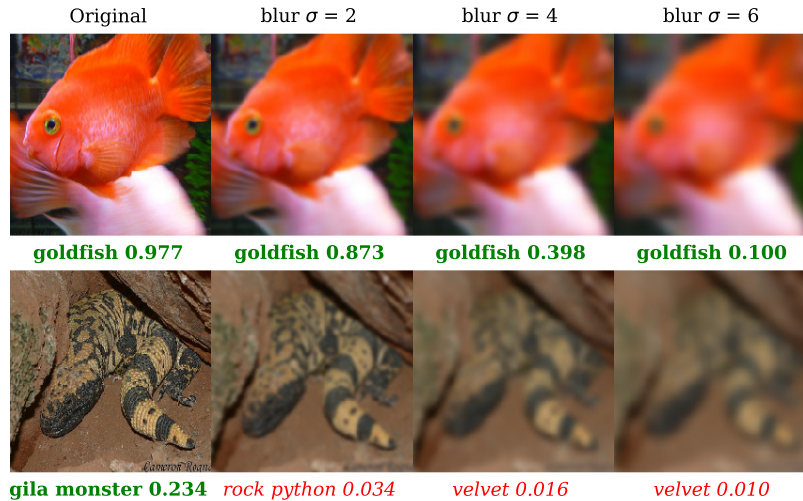 Original
blur σ = 2
blur σ = 4
blur σ = 6
goldfish 0.977
goldfish 0.873
goldfish 0.398
goldfish 0.100
Cameron
gila monster 0.234
rock python 0.034
velvet 0.016
velvet 0.010